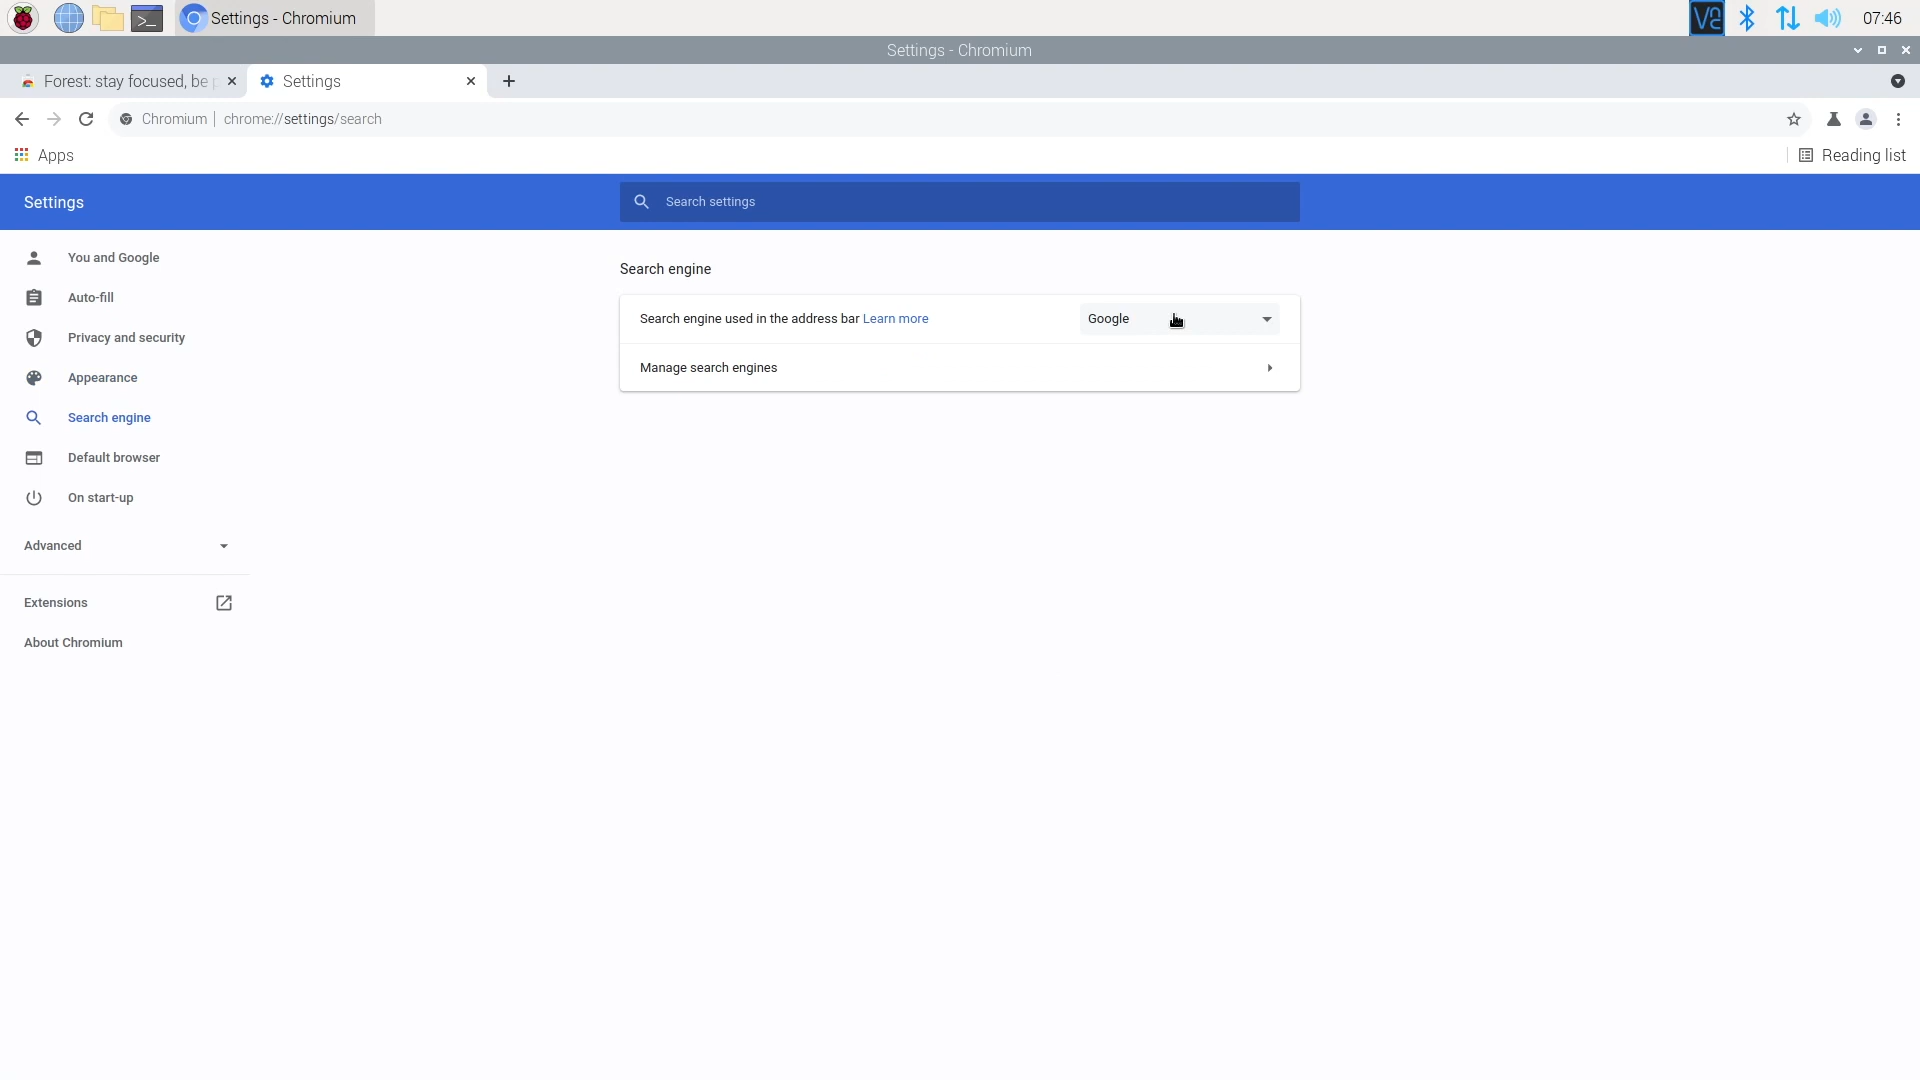 Settings - Chromium
07:46
Settings - Chromium
Forest: stay focused, be
Settings
Chromium
chrome://settings/search
Apps
Reading list
Settings
Search settings
You and Google
Auto-fill
Privacy and security
Appearance
Search engine
Default browser
On start-up
Advanced
Extensions
About Chromium
Search engine
Search engine used in the address bar Learn more
Google
Manage search engines